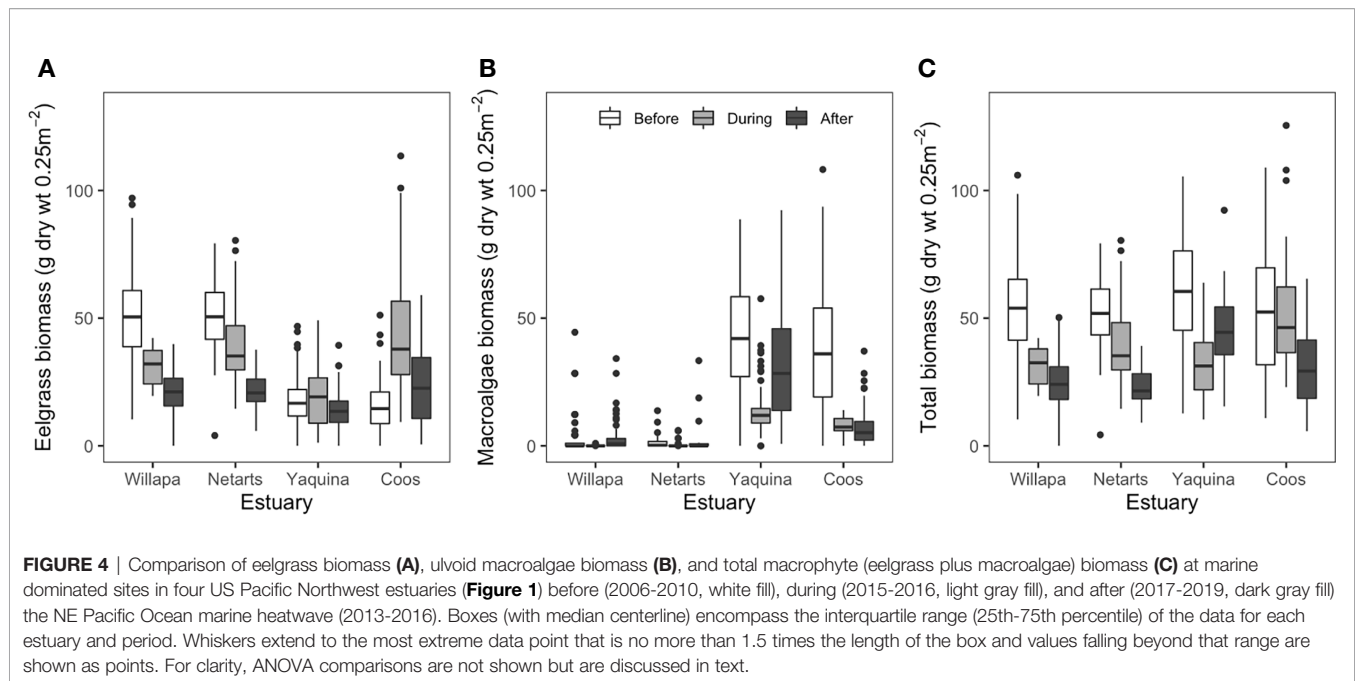 A
B
C
Eelgrass biomass (g dry wt 0.25m⁻²)
100
50
0
Willapa Netarts Yaquina Coos
Estuary
Macroalgae biomass (g dry wt 0.25m⁻²)
Before During After
100
50
0
Willapa Netarts Yaquina Coos
Estuary
Total biomass (g dry wt 0.25m⁻²)
100
50
0
Willapa Netarts Yaquina Coos
Estuary
FIGURE 4 | Comparison of eelgrass biomass (A), ulvoid macroalgae biomass (B), and total macrophyte (eelgrass plus macroalgae) biomass (C) at marine
dominated sites in four US Pacific Northwest estuaries (Figure 1) before (2006-2010, white fill), during (2015-2016, light gray fill), and after (2017-2019, dark gray fill)
the NE Pacific Ocean marine heatwave (2013-2016). Boxes (with median centerline) encompass the interquartile range (25th-75th percentile) of the data for each
estuary and period. Whiskers extend to the most extreme data point that is no more than 1.5 times the length of the box and values falling beyond that range are
shown as points. For clarity, ANOVA comparisons are not shown but are discussed in text.